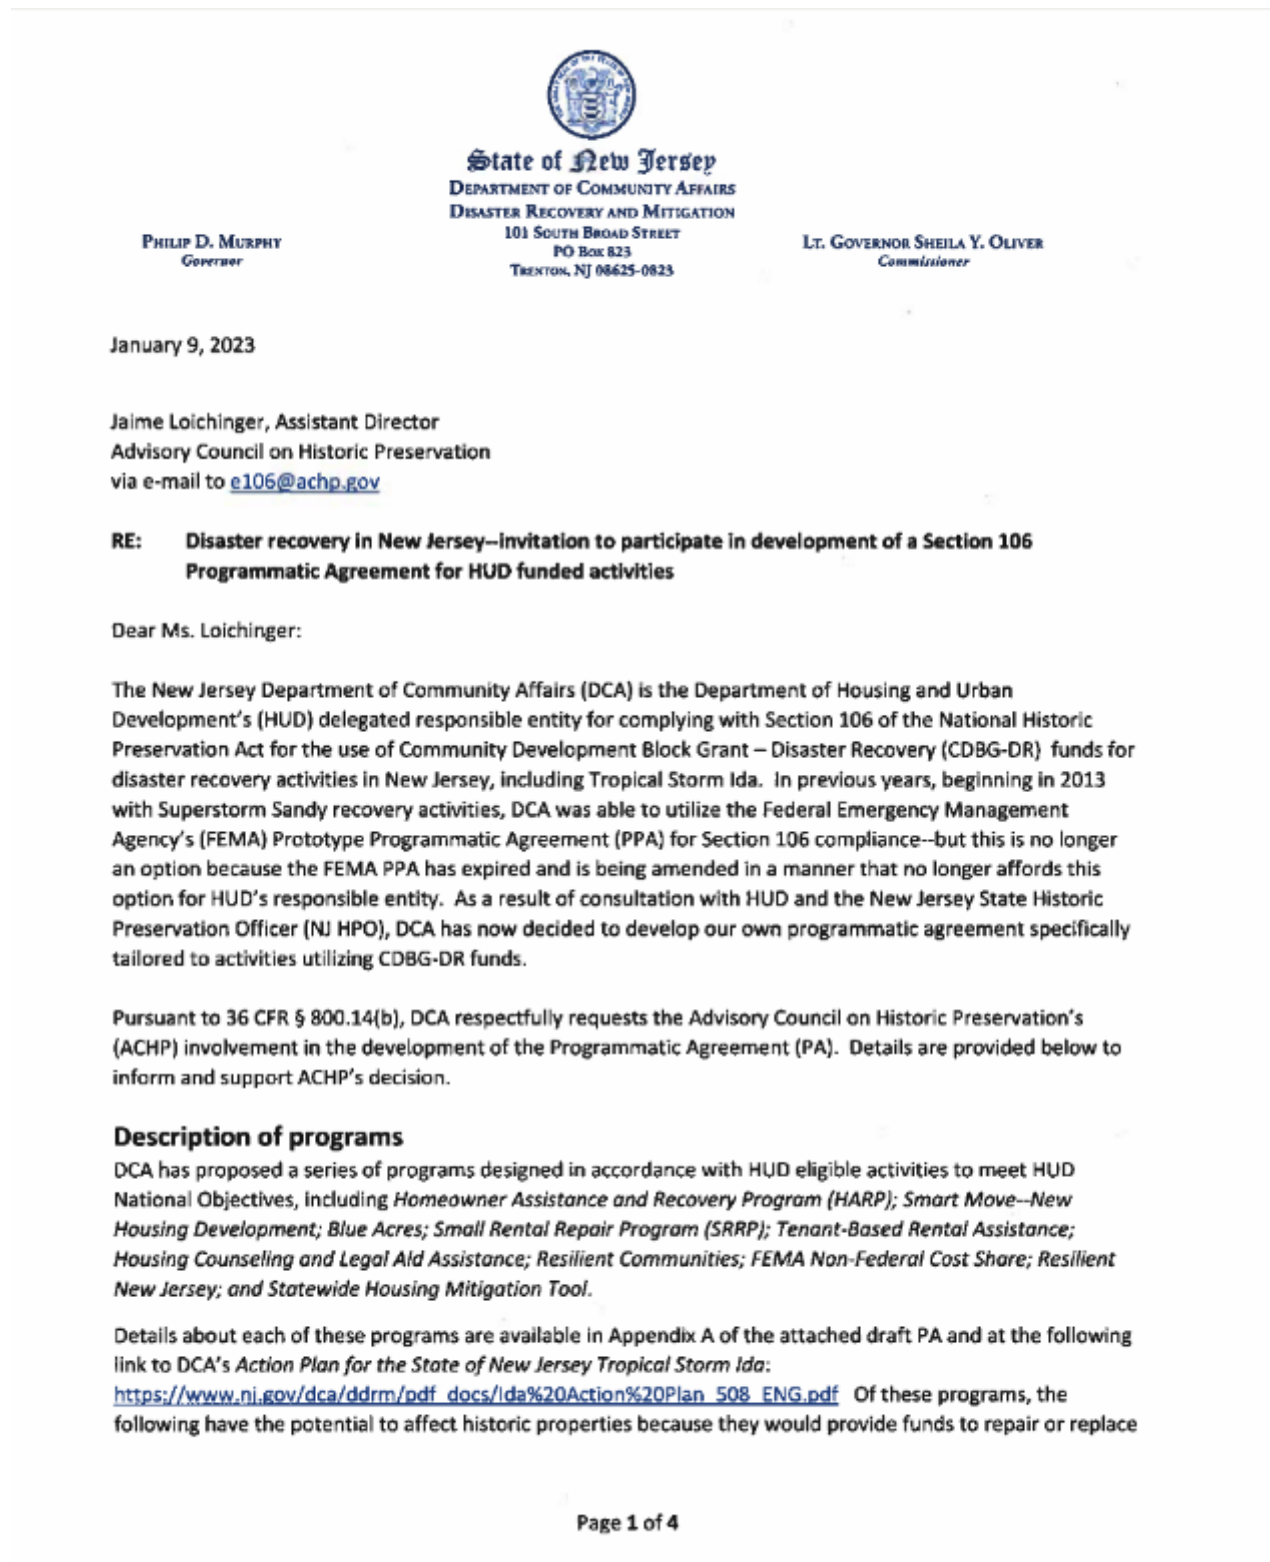 State of New Jersey
DEPARTMENT OF COMMUNITY AFFAIRS
DISASTER RECOVERY AND MITIGATION
101 SOUTH BROAD STREET
PO BOX 823
TRENTON, NJ 08625-0823
PHILIP D. MURPHY
Governor
LT. GOVERNOR SHEILA Y. OLIVER
Commissioner
January 9, 2023
Jaime Loichinger, Assistant Director
Advisory Council on Historic Preservation
via e-mail to e106@achp.gov
RE: Disaster recovery in New Jersey--invitation to participate in development of a Section 106
Programmatic Agreement for HUD funded activities
Dear Ms. Loichinger:
The New Jersey Department of Community Affairs (DCA) is the Department of Housing and Urban
Development's (HUD) delegated responsible entity for complying with Section 106 of the National Historic
Preservation Act for the use of Community Development Block Grant – Disaster Recovery (CDBG-DR) funds for
disaster recovery activities in New Jersey, including Tropical Storm Ida. In previous years, beginning in 2013
with Superstorm Sandy recovery activities, DCA was able to utilize the Federal Emergency Management
Agency's (FEMA) Prototype Programmatic Agreement (PPA) for Section 106 compliance--but this is no longer
an option because the FEMA PPA has expired and is being amended in a manner that no longer affords this
option for HUD's responsible entity. As a result of consultation with HUD and the New Jersey State Historic
Preservation Officer (NJ HPO), DCA has now decided to develop our own programmatic agreement specifically
tailored to activities utilizing CDBG-DR funds.
Pursuant to 36 CFR § 800.14(b), DCA respectfully requests the Advisory Council on Historic Preservation's
(ACHP) involvement in the development of the Programmatic Agreement (PA). Details are provided below to
inform and support ACHP's decision.
Description of programs
DCA has proposed a series of programs designed in accordance with HUD eligible activities to meet HUD
National Objectives, including Homeowner Assistance and Recovery Program (HARP); Smart Move--New
Housing Development; Blue Acres; Small Rental Repair Program (SRRP); Tenant-Based Rental Assistance;
Housing Counseling and Legal Aid Assistance; Resilient Communities; FEMA Non-Federal Cost Share; Resilient
New Jersey; and Statewide Housing Mitigation Tool.
Details about each of these programs are available in Appendix A of the attached draft PA and at the following
link to DCA's Action Plan for the State of New Jersey Tropical Storm Ida:
https://www.nj.gov/dca/ddrm/pdf_docs/Ida%20Action%20Plan_508_ENG.pdf Of these programs, the
following have the potential to affect historic properties because they would provide funds to repair or replace
Page 1 of 4